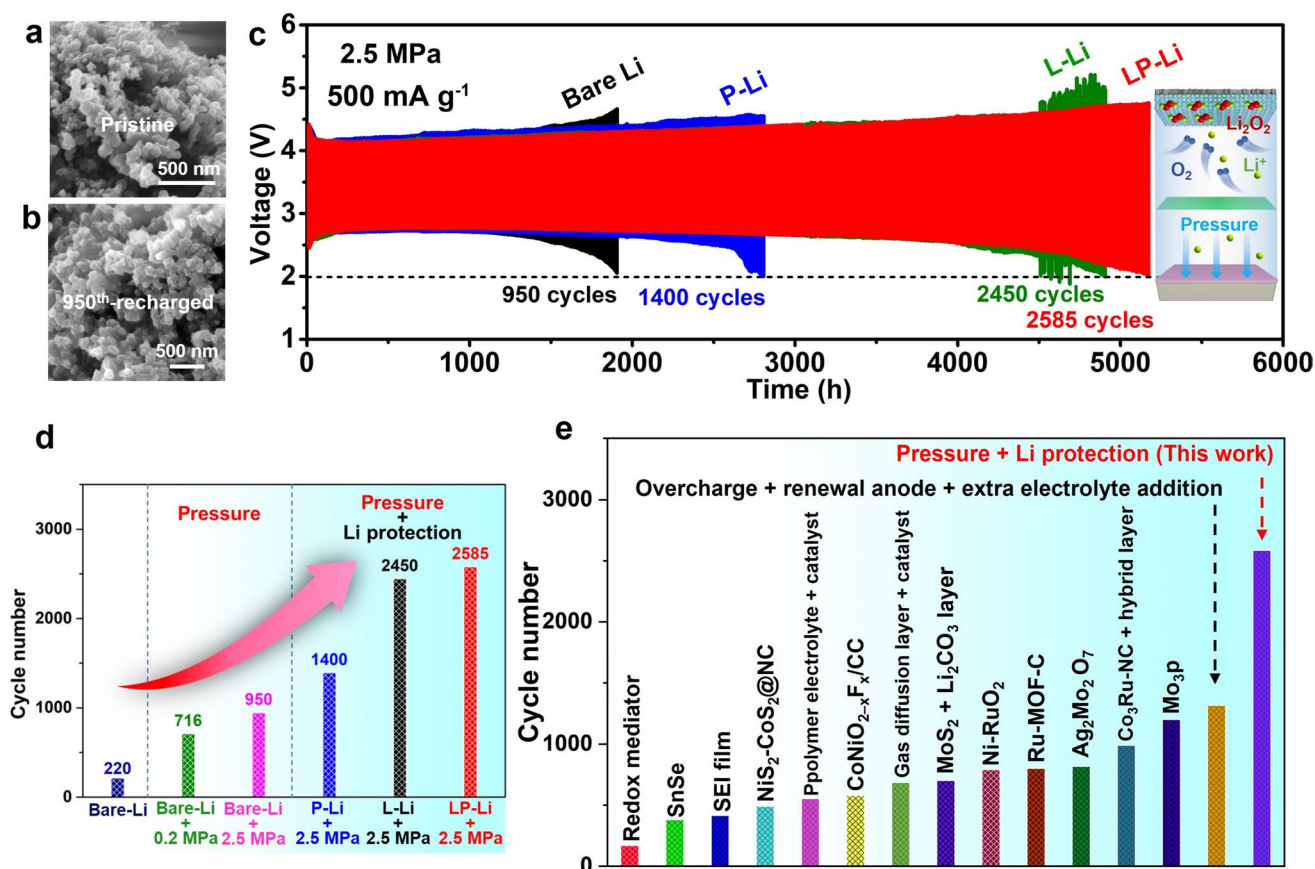 a
Pristine
500 nm
b
950th-recharged
500 nm
c
2.5 MPa
500 mA g-1
Bare Li
P-Li
L-Li
LP-Li
Voltage (V)
6
5
4
3
2
1
950 cycles
1400 cycles
2450 cycles
2585 cycles
0
1000
2000
3000
4000
5000
6000
Time (h)
Li2O2
O2
Li+
Pressure
d
Pressure
Pressure
+
Li protection
Cycle number
3000
2000
1000
0
220
716
950
1400
2450
2585
Bare-Li
Bare-Li
+
0.2 MPa
Bare-Li
+
2.5 MPa
P-Li
+
2.5 MPa
L-Li
+
2.5 MPa
LP-Li
+
2.5 MPa
e
Pressure + Li protection (This work)
Overcharge + renewal anode + extra electrolyte addition
Cycle number
3000
2000
1000
0
Redox mediator
SnSe
SEI film
NiS2-CoS2@NC
Ppolymer electrolyte + catalyst
CoNiO2-xFx/CC
Gas diffusion layer + catalyst
MoS2 + Li2CO3 layer
Ni-RuO2
Ru-MOF-C
Ag2Mo2O7
Co3Ru-NC + hybrid layer
Mo3p